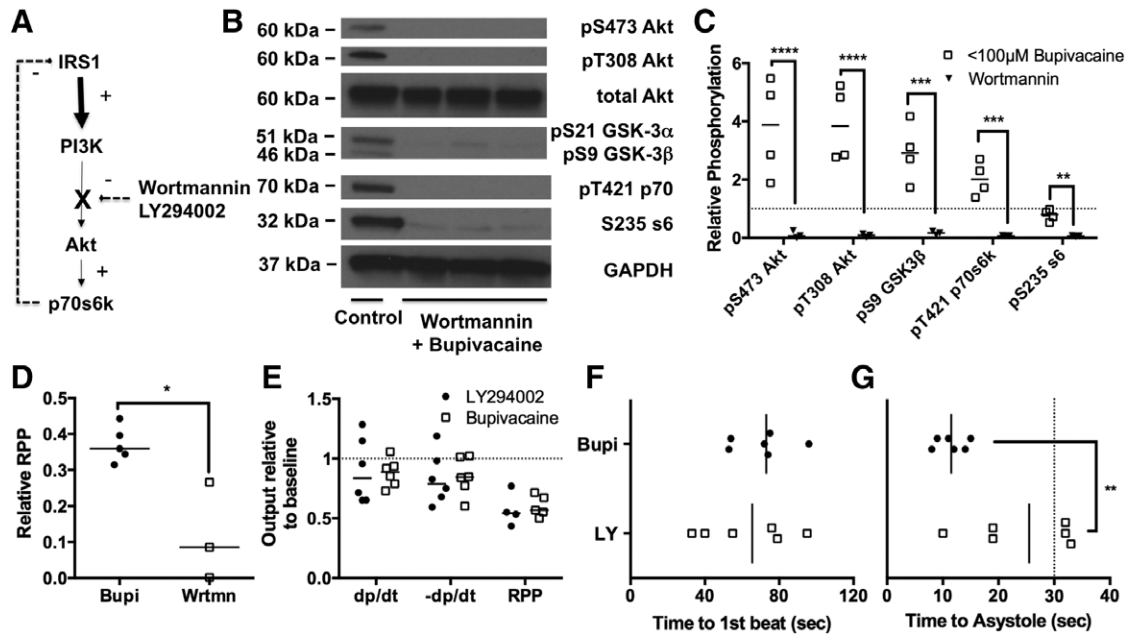 A
IRS1
-
+
PI3K
X
-
Wortmannin
LY294002
Akt
+
p70s6k
B
60 kDa – pS473 Akt
60 kDa – pT308 Akt
60 kDa – total Akt
51 kDa – pS21 GSK-3α
46 kDa – pS9 GSK-3β
70 kDa – pT421 p70
32 kDa – S235 s6
37 kDa – GAPDH
Control
Wortmannin
+ Bupivacaine
C
□ <100µM Bupivacaine
▼ Wortmannin
Relative Phosphorylation
6
4
2
0
**** **** *** *** **
pS473 Akt
pT308 Akt
pS9 GSK3β
pT421 p70s6k
pS235 s6
D
Relative RPP
0.5
0.4
0.3
0.2
0.1
0.0
*
Bupi Wrtmn
E
● LY294002
□ Bupivacaine
Output relative
to baseline
1.5
1.0
0.5
0.0
dp/dt -dp/dt RPP
F
Bupi
LY
0 40 80 120
Time to 1st beat (sec)
G
**
0 10 20 30 40
Time to Asystole (sec)